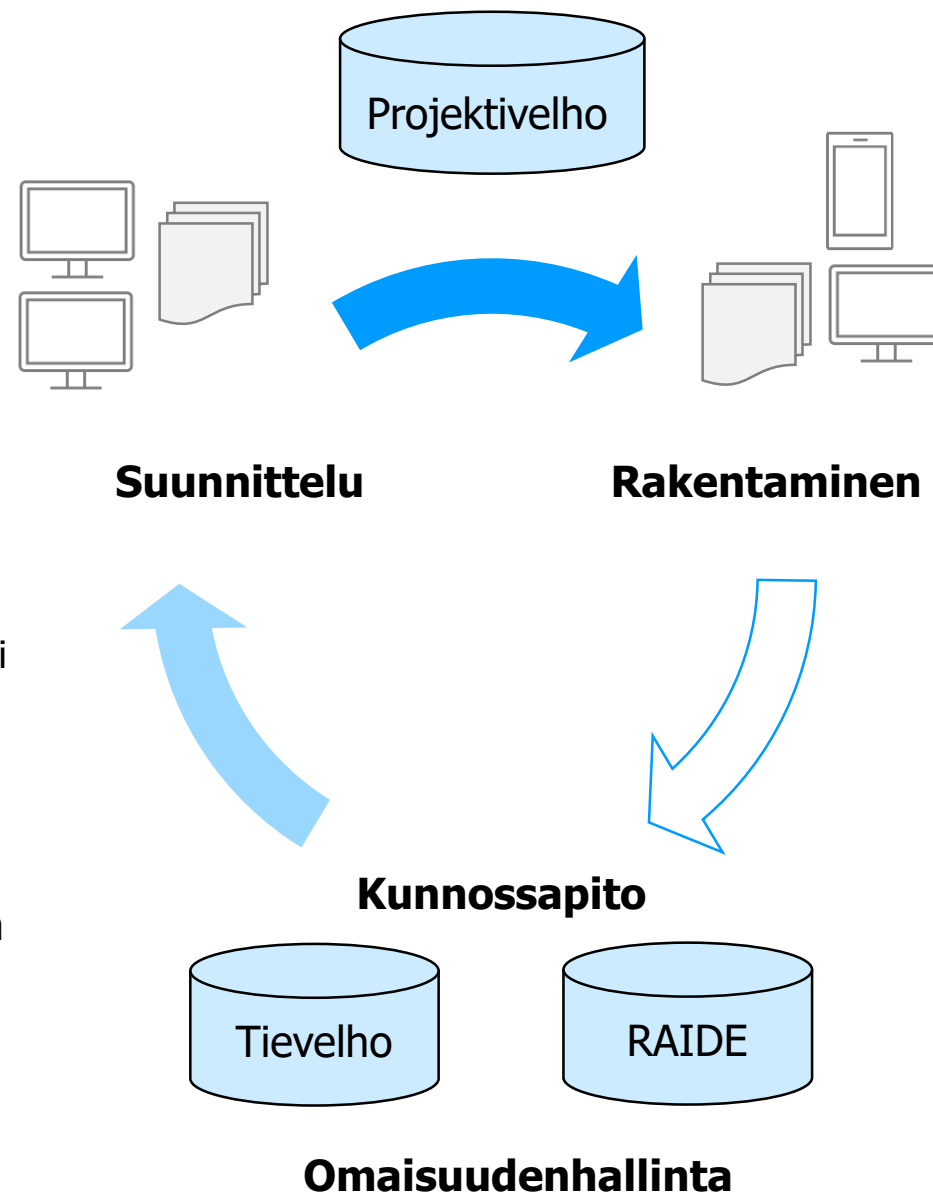 Projektivelho
Suunnittelu
Rakentaminen
i
Kunnossapito
Tievelho
RAIDE
Omaisuudenhallinta